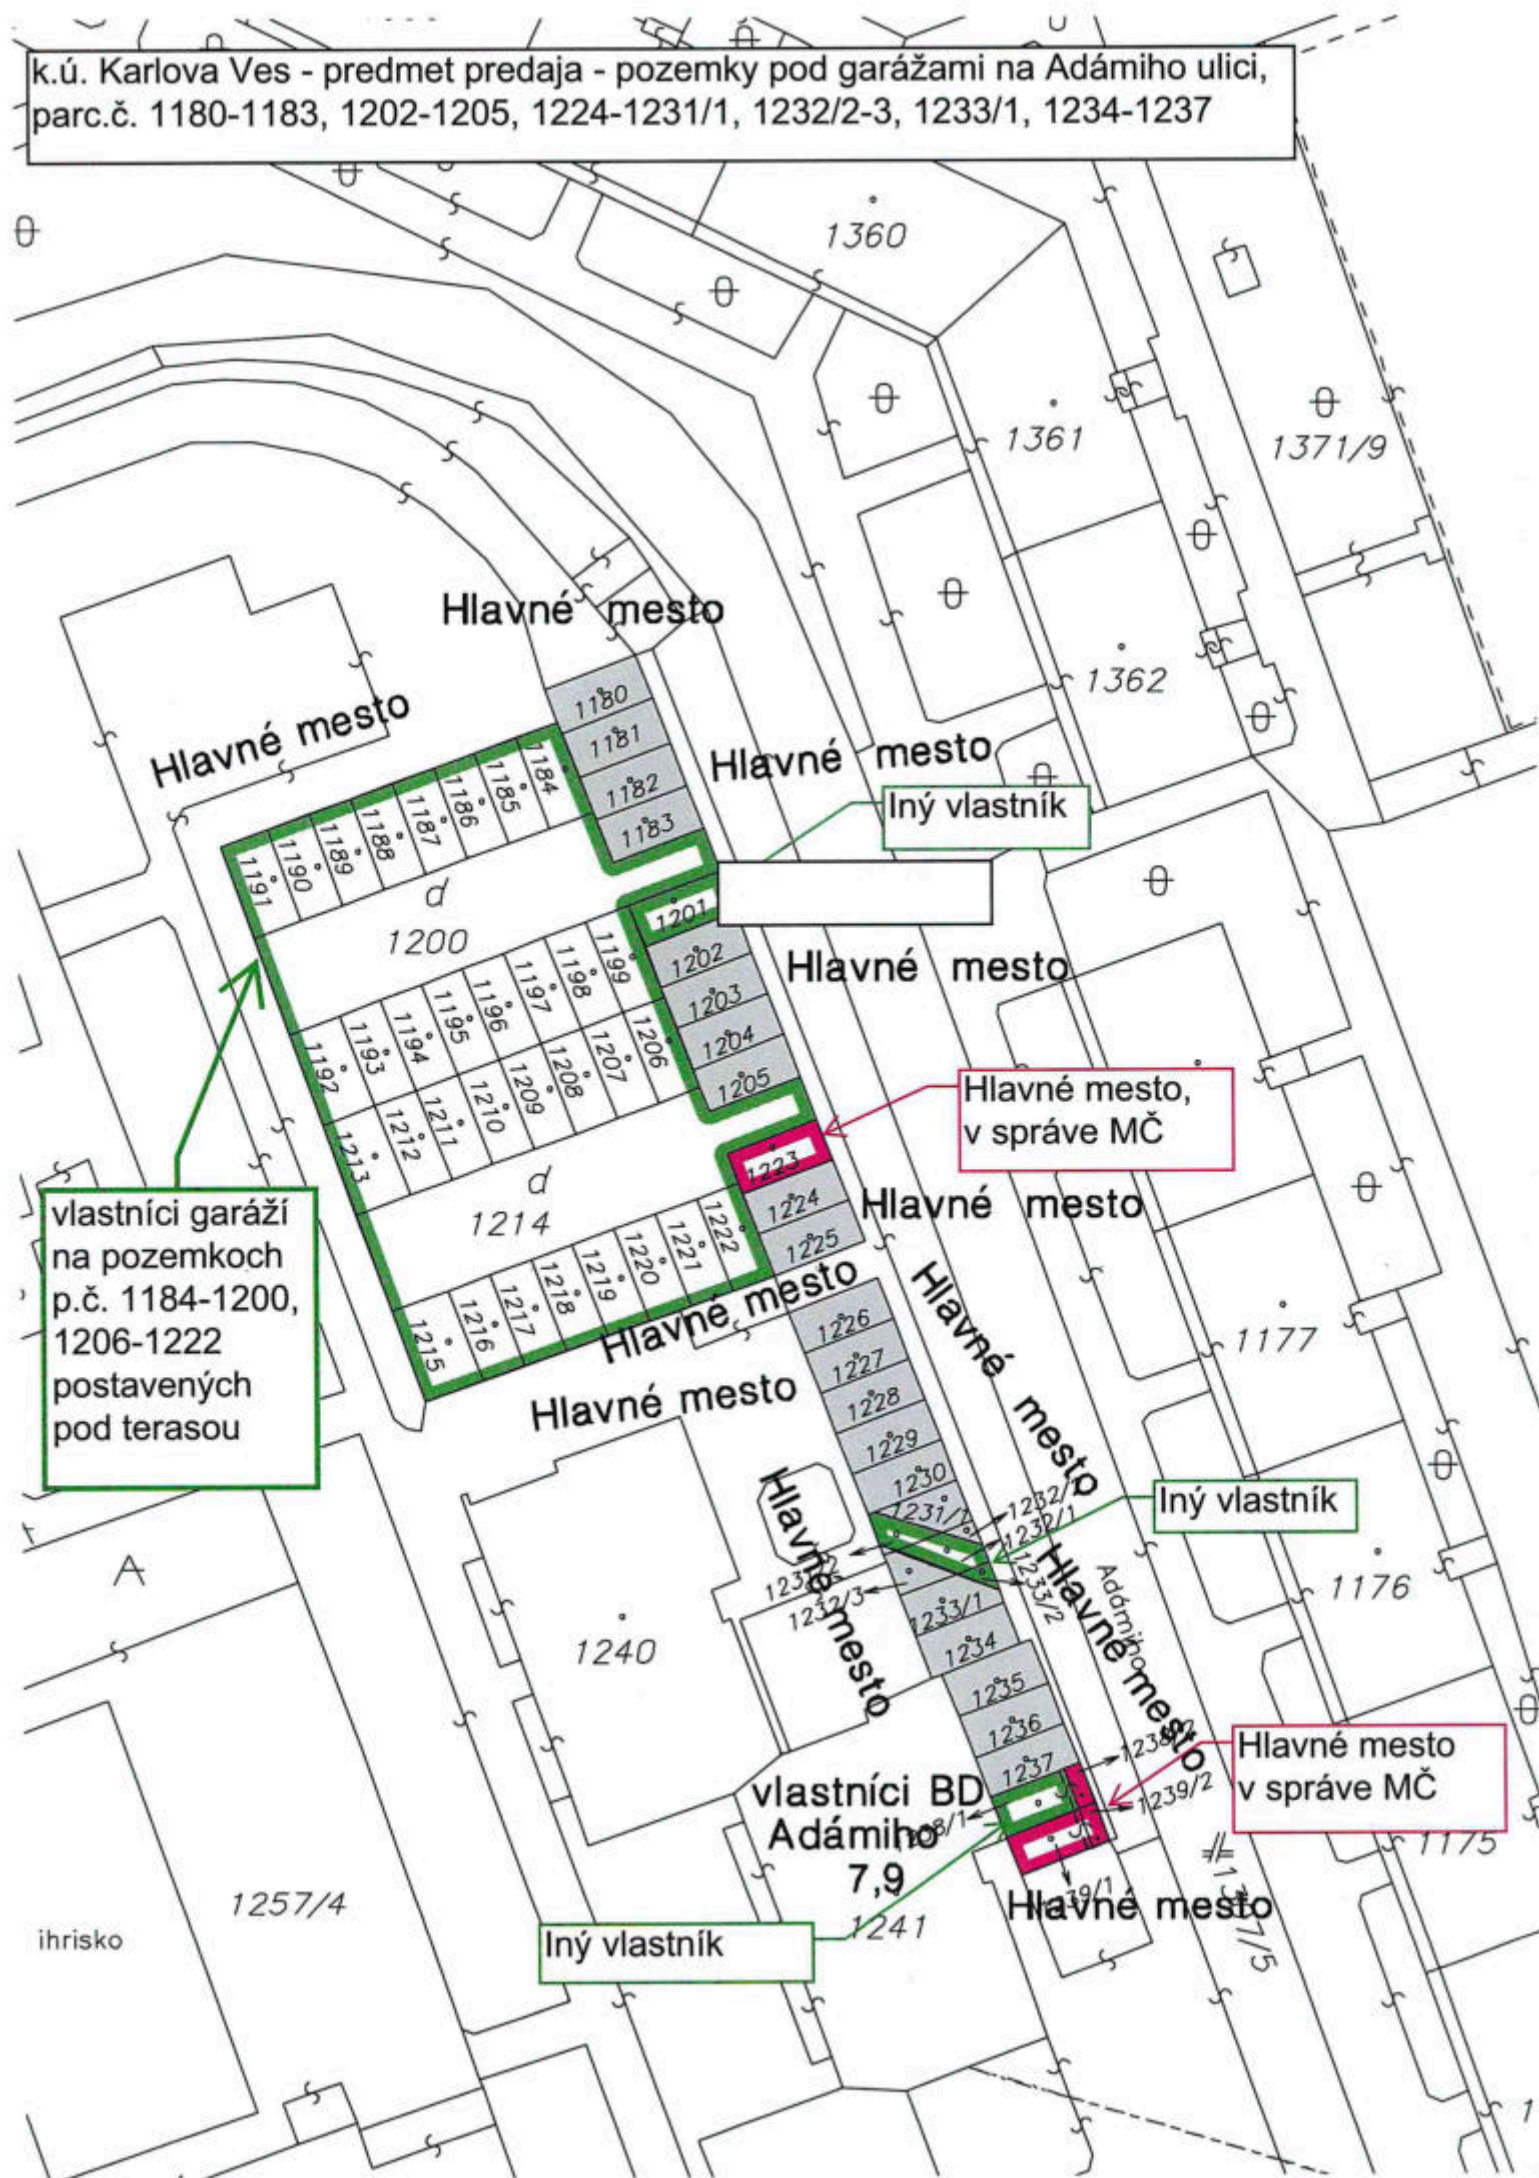 k.ú. Karlova Ves - predmet predaja - pozemky pod garážami na Adámiho ulici,
parc.č. 1180-1183, 1202-1205, 1224-1231/1, 1232/2-3, 1233/1, 1234-1237
1360
1361
1371/9
1362
Hlavné mesto
Hlavné mesto
Hlavné mesto
1180
1181
1182
1183
1184
1185
1186
1187
1188
1189
1190
1191
Iný vlastník
d
1200
1201
1202
1203
1204
1205
Hlavné mesto
1199
1198
1197
1196
1195
1194
1193
1192
1206
1207
1208
1209
1210
1211
1212
1213
Hlavné mesto,
v správe MČ
d
1214
1223
1224
1225
Hlavné mesto
vlastníci garáží
na pozemkoch
p.č. 1184-1200,
1206-1222
postavených
pod terasou
1222
1221
1220
1219
1218
1217
1216
1215
Hlavné mesto
Hlavné mesto
Hlavné mesto
1177
1226
1227
1228
1229
1230
1231/1
1232/1
Iný vlastník
Hlavné mesto
1232/3
1233/1
1233/2
1234
1235
1236
1237
Hlavné mesto
Adámiho
1176
1240
1239/2
Hlavné mesto
v správe MČ
1175
vlastníci BD
Adámiho
7,9
Hlavné mesto
1241
Iný vlastník
1257/4
ihrisko